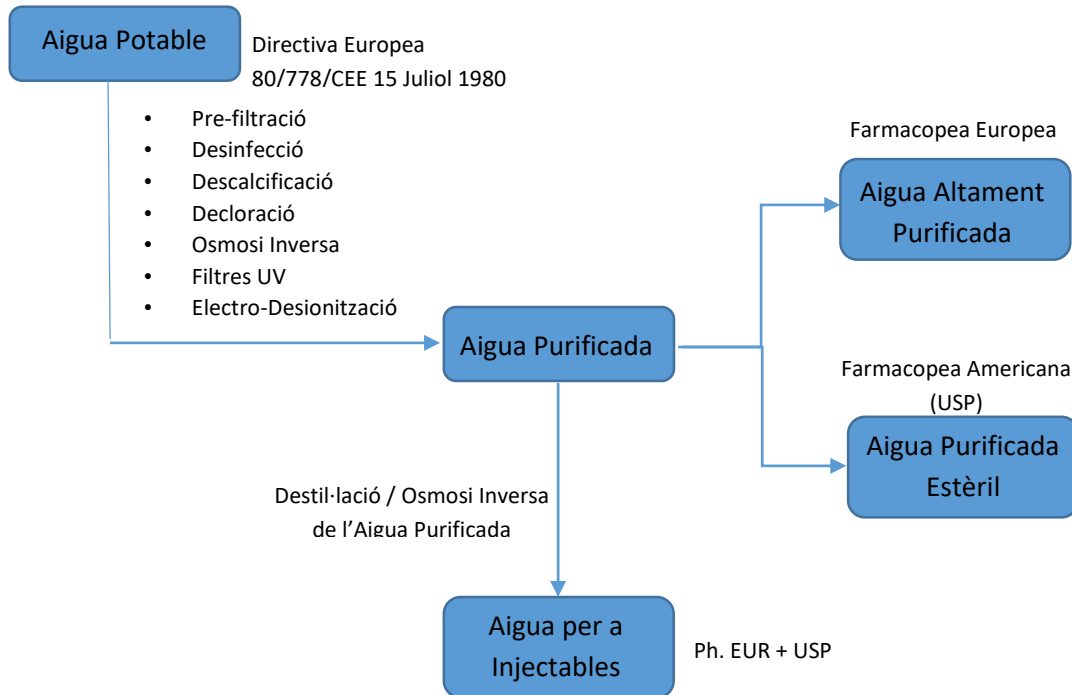 Aigua Potable
Directiva Europea
80/778/CEE 15 Juliol 1980
• Pre-filtració
• Desinfecció
• Descalcificació
• Decloració
• Osmosi Inversa
• Filtres UV
• Electro-Desionització
Farmacopea Europea
Aigua Altament
Purificada
Aigua Purificada
Farmacopea Americana
(USP)
Aigua Purificada
Estèril
Destil·lació / Osmosi Inversa
de l’Aigua Purificada
Aigua per a
Injectables
Ph. EUR + USP